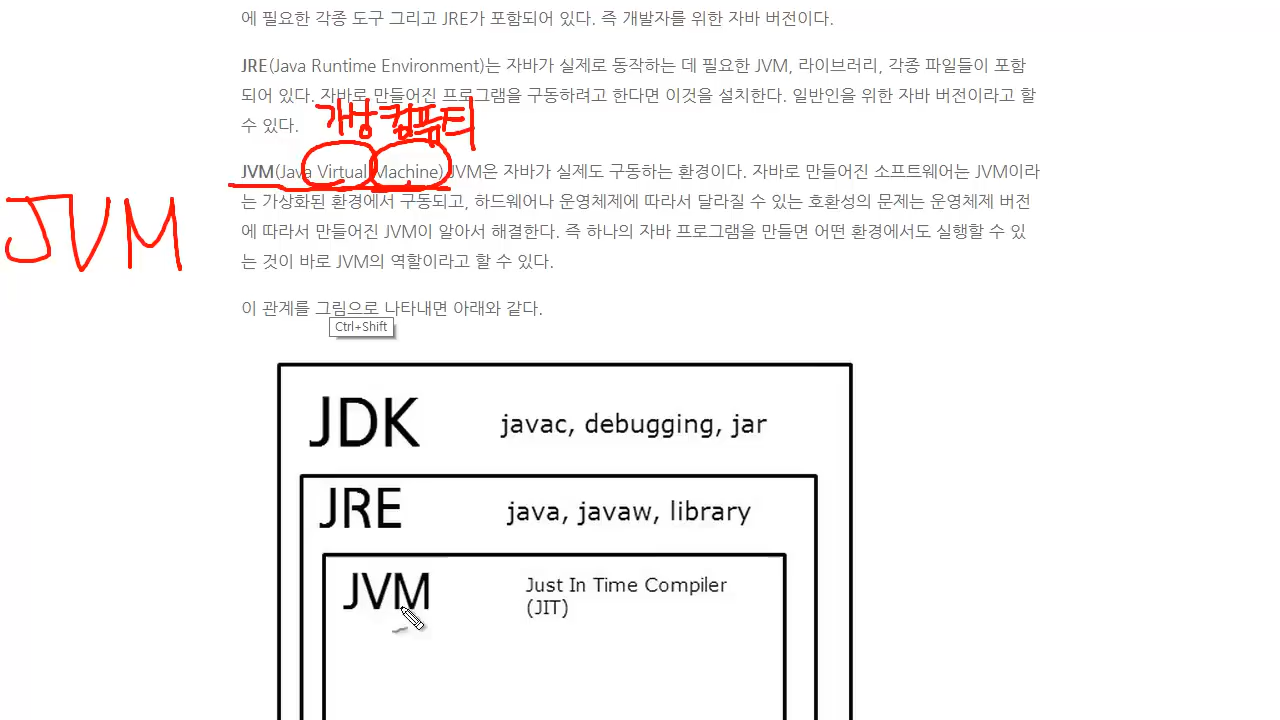 에 필요한 각종 도구 그리고 JRE가 포함되어 있다. 즉 개발자를 위한 자바 버전이다.
JRE(Java Runtime Environment)는 자바가 실제로 동작하는 데 필요한 JVM, 라이브러리, 각종 파일들이 포함
되어 있다. 자바로 만들어진 프로그램을 구동하려고 한다면 이것을 설치한다. 일반인을 위한 자바 버전이라고 할
수 있다.
가상 컴퓨터
JVM(Java Virtual Machine) JVM은 자바가 실제도 구동하는 환경이다. 자바로 만들어진 소프트웨어는 JVM이라
는 가상화된 환경에서 구동되고, 하드웨어나 운영체제에 따라서 달라질 수 있는 호환성의 문제는 운영체제 버전
에 따라서 만들어진 JVM이 알아서 해결한다. 즉 하나의 자바 프로그램을 만들면 어떤 환경에서도 실행할 수 있
는 것이 바로 JVM의 역할이라고 할 수 있다.
JVM
이 관계를 그림으로 나타내면 아래와 같다.
Ctrl+Shift
JDK javac, debugging, jar
JRE java, javaw, library
JVM Just In Time Compiler
(JIT)